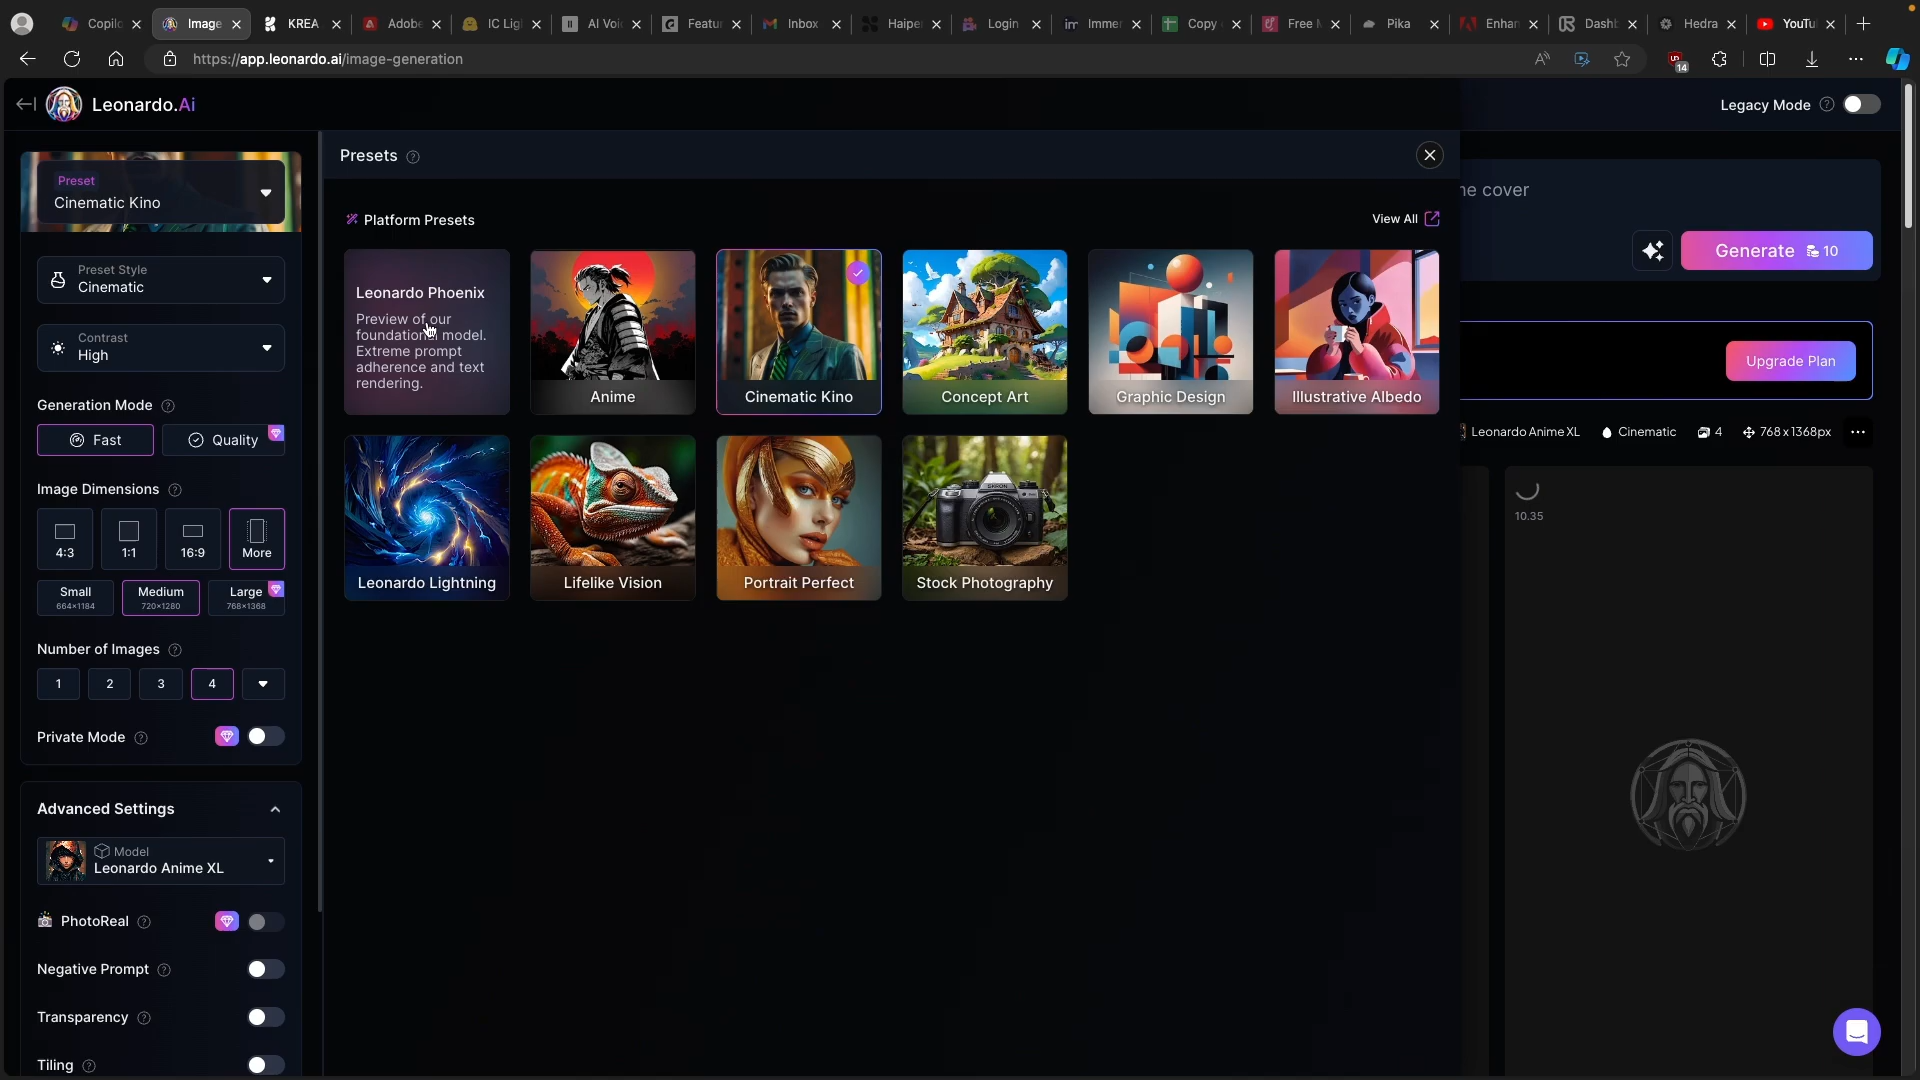 Copilo
Image
KREA
Adobe
IC Ligl
AI Voi
Featur
Inbox
Haipe
Login
Immer
Copy
Free
Pika
Enhan
Dashb
Hedra
YouTu
https://app.leonardo.ai/image-generation
14
Leonardo.Ai
Legacy Mode
Preset
Cinematic Kino
Preset Style
Cinematic
Contrast
High
Generation Mode
Fast
Quality
Image Dimensions
4:3
1:1
16:9
More
Small
664×1184
Medium
720×1280
Large
768×1368
Number of Images
1
2
3
4
Private Mode
Advanced Settings
Model
Leonardo Anime XL
PhotoReal
Negative Prompt
Transparency
Tiling
Presets
Platform Presets
View All
Leonardo Phoenix
Preview of our
foundational model.
Extreme prompt
adherence and text
rendering.
Anime
Cinematic Kino
Concept Art
Graphic Design
Illustrative Albedo
Leonardo Lightning
Lifelike Vision
Portrait Perfect
Stock Photography
ne cover
Generate 10
Upgrade Plan
Leonardo Anime XL
Cinematic
4
768 x 1368px
10.35